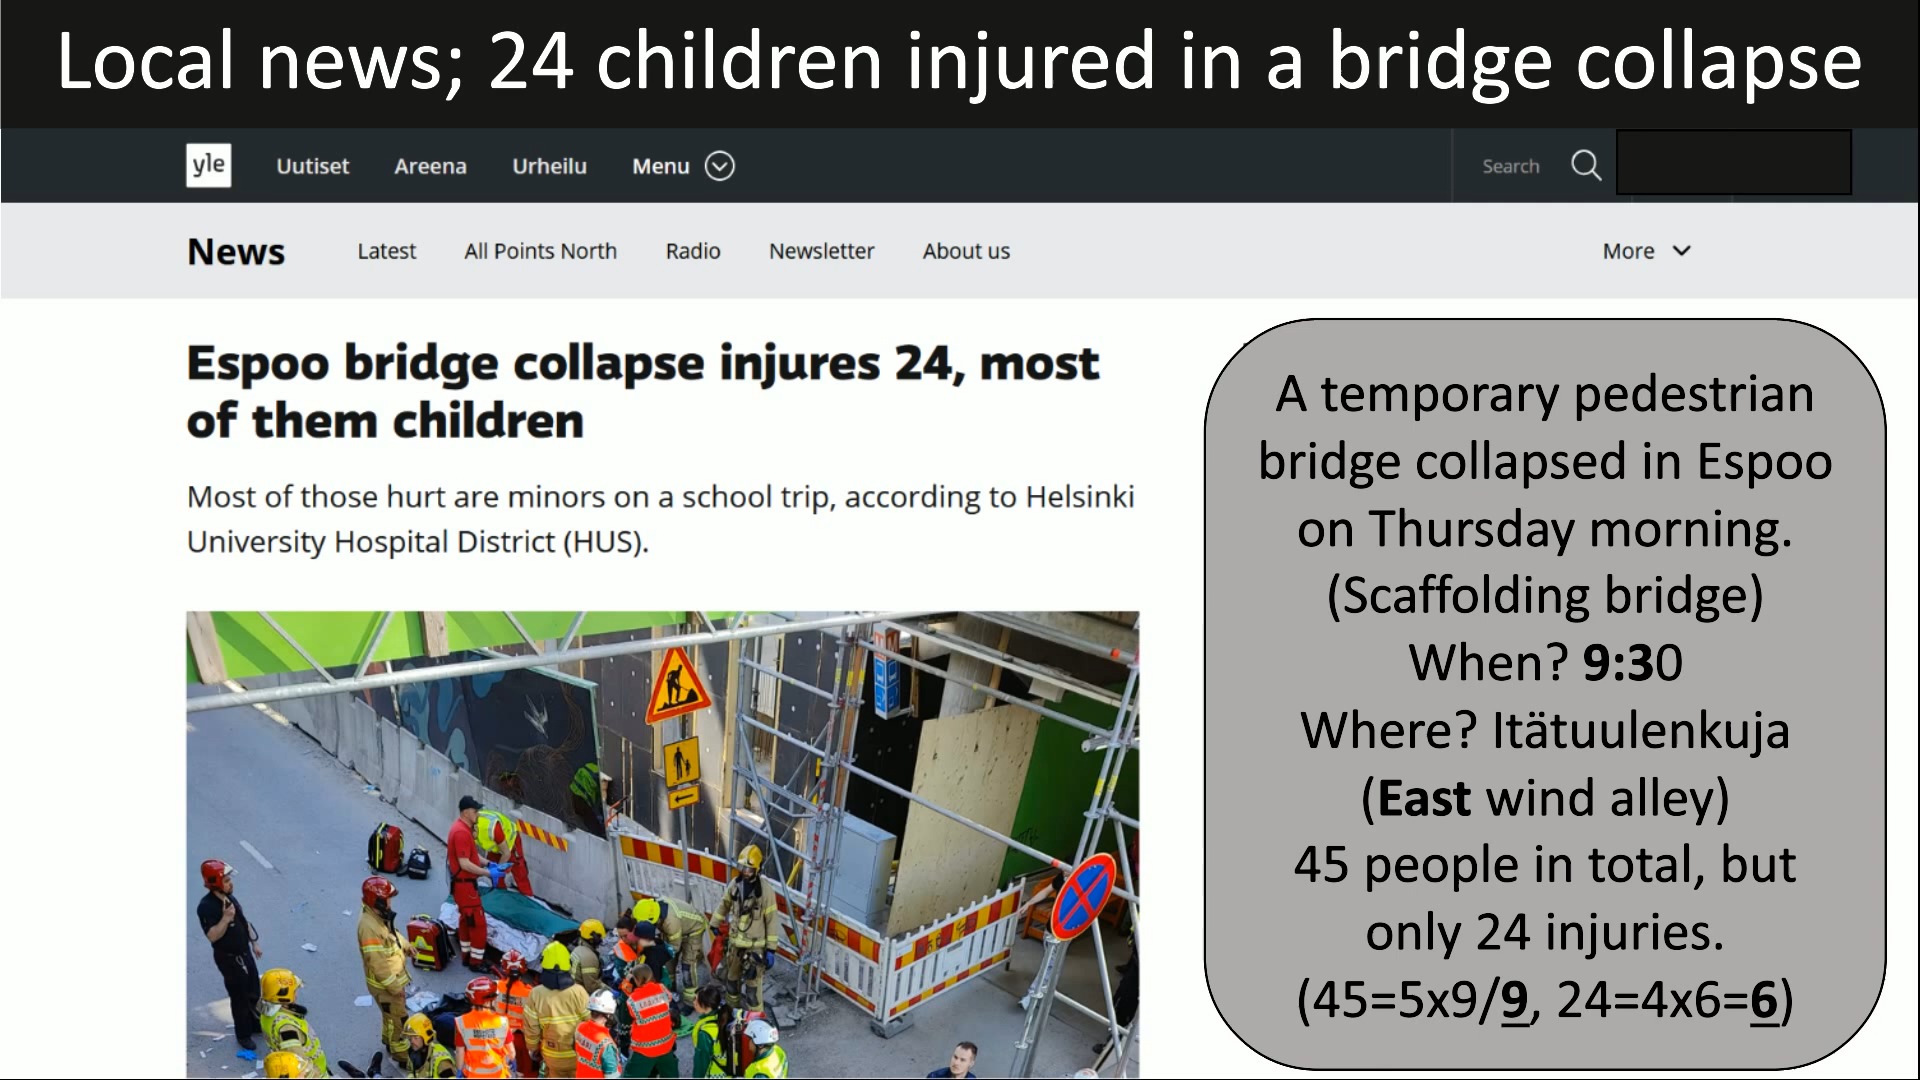 Local news; 24 children injured in a bridge collapse
yle Uutiset Areena Urheilu Menu Search
News Latest All Points North Radio Newsletter About us More
Espoo bridge collapse injures 24, most
of them children
Most of those hurt are minors on a school trip, according to Helsinki
University Hospital District (HUS).
A temporary pedestrian
bridge collapsed in Espoo
on Thursday morning.
(Scaffolding bridge)
When? 9:30
Where? Itätuulenkuja
(East wind alley)
45 people in total, but
only 24 injuries.
(45=5x9/9, 24=4x6=6)